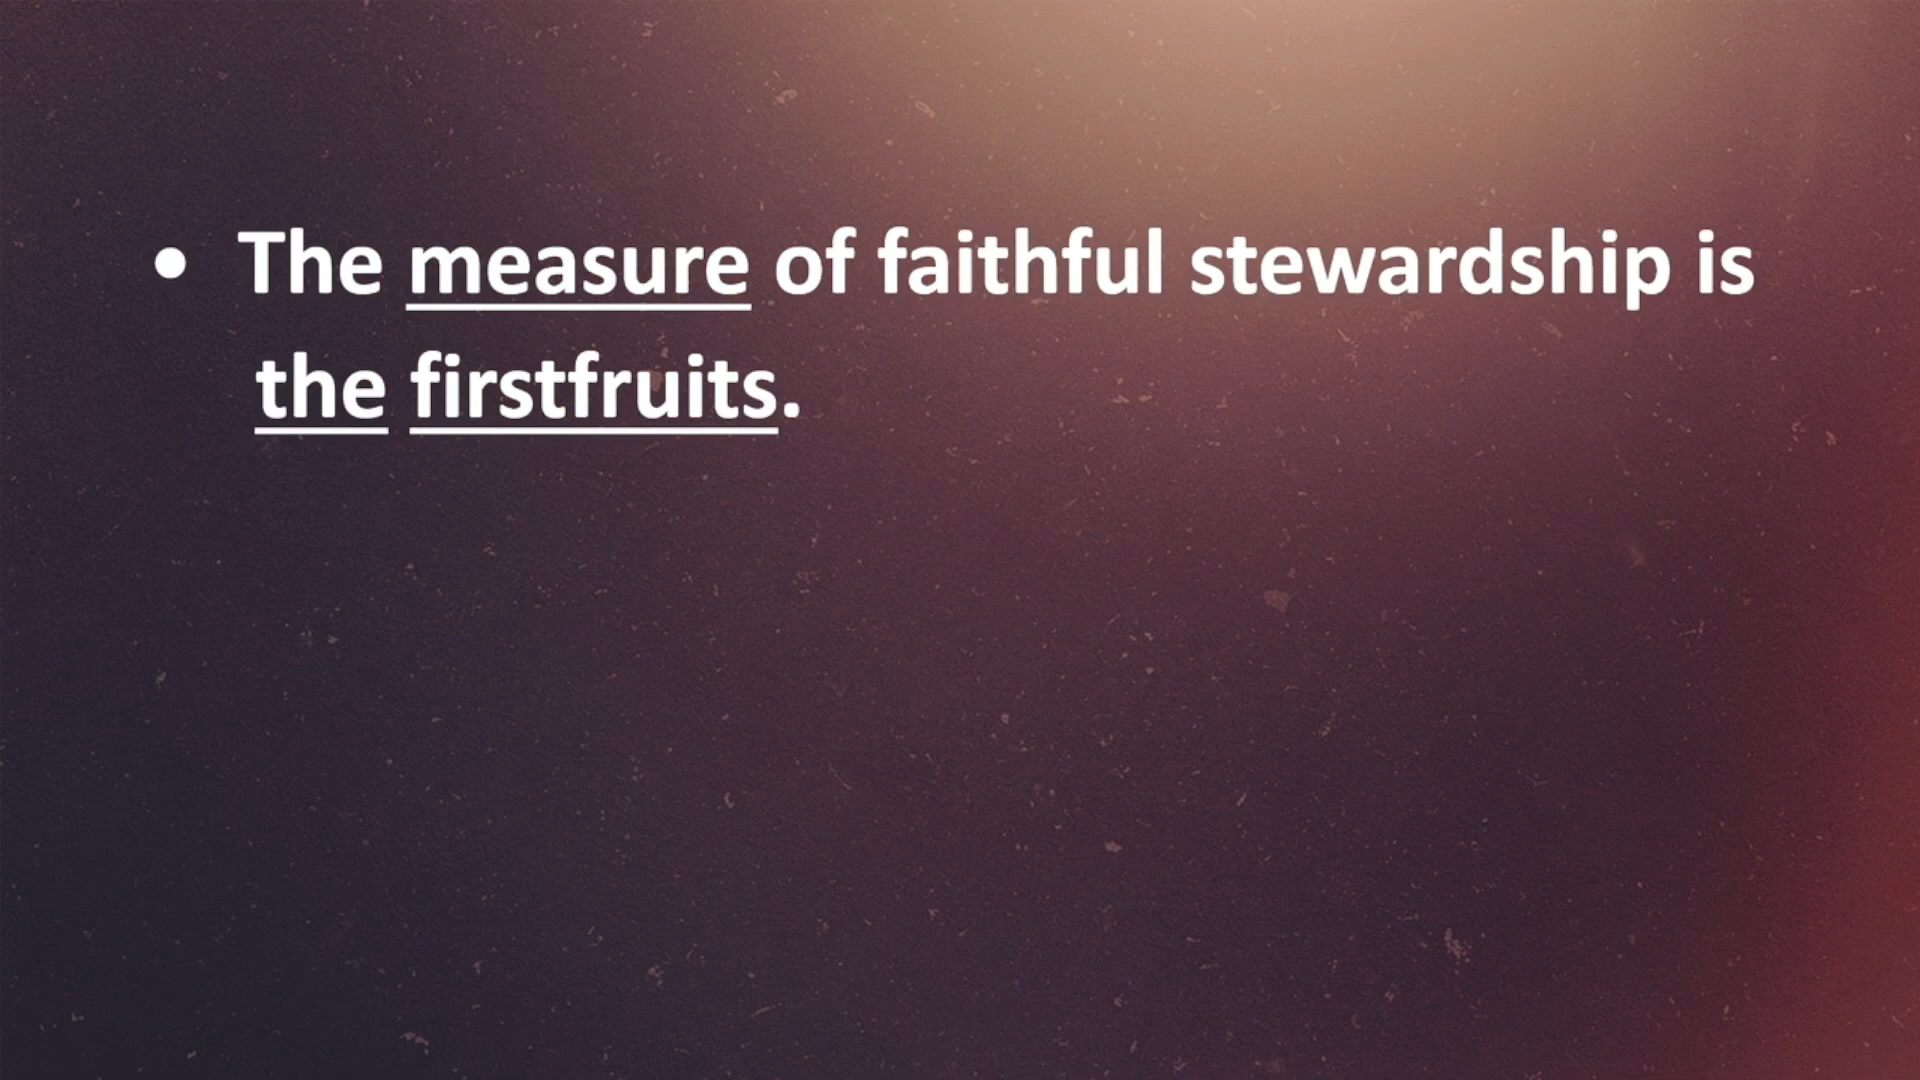 • The measure of faithful stewardship is
the firstfruits.